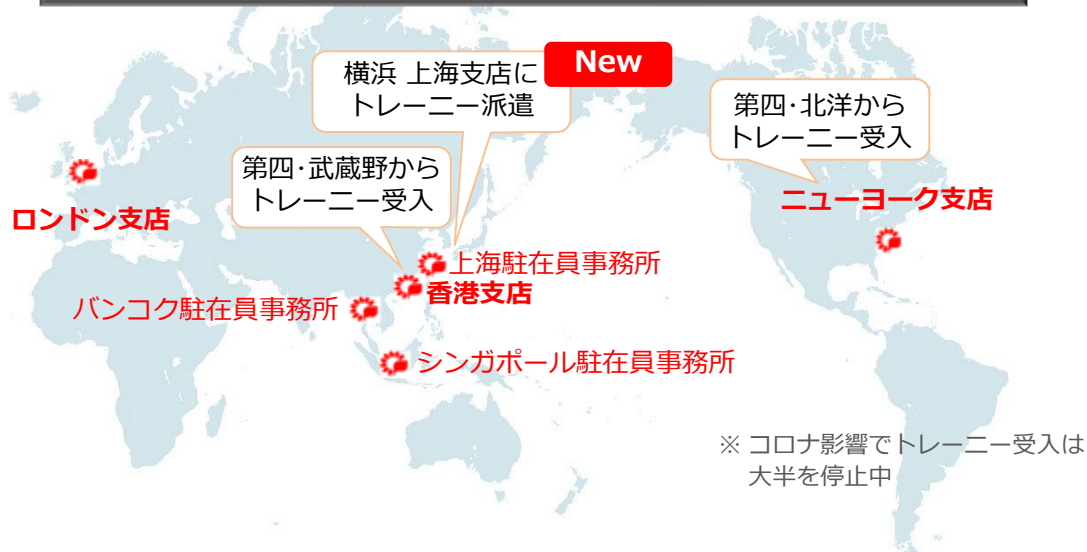 New
横浜 上海支店に
トレーニー派遣
第四･北洋から
トレーニー受入
第四･武蔵野から
トレーニー受入
ニューヨーク支店
ロンドン支店
上海駐在員事務所
香港支店
バンコク駐在員事務所
シンガポール駐在員事務所
※ コロナ影響でトレーニー受入は
大半を停止中